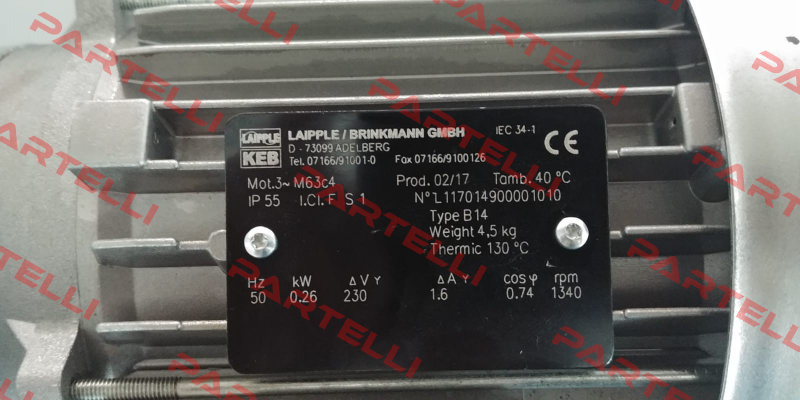 PARTELLI PARTELLI PARTELLI
LAIPPLE
KEB
LAIPPLE / BRINKMANN GMBH IEC 34-1 CE
D - 73099 ADELBERG
Tel. 07166/91001-0 Fax 07166/9100126
Mot.3~ M63c4 Prod. 02/17 Tamb. 40 °C
IP 55 I.Cl. F S 1 N° L117014900001010
Type B14
Weight 4,5 kg
Thermic 130 °C
Hz kW Δ V Y Δ A Y cos φ rpm
50 0.26 230 1.6 0.74 1340
PARTELLI PARTELLI PARTELLI